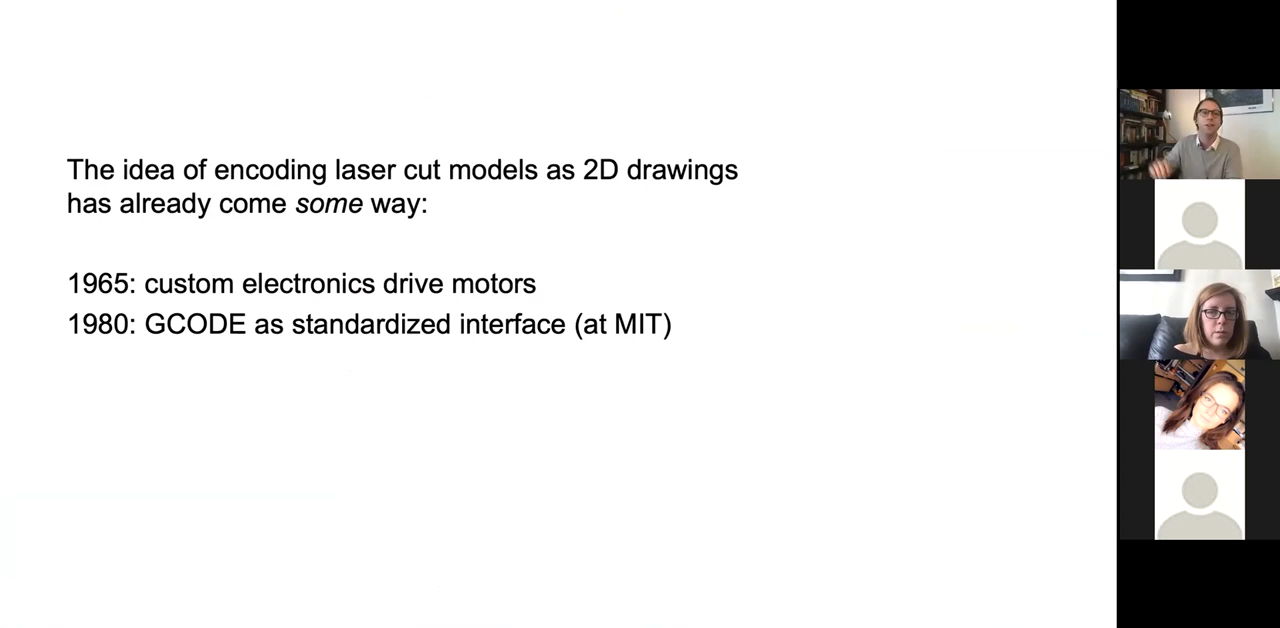 The idea of encoding laser cut models as 2D drawings
has already come some way:
1965: custom electronics drive motors
1980: GCODE as standardized interface (at MIT)